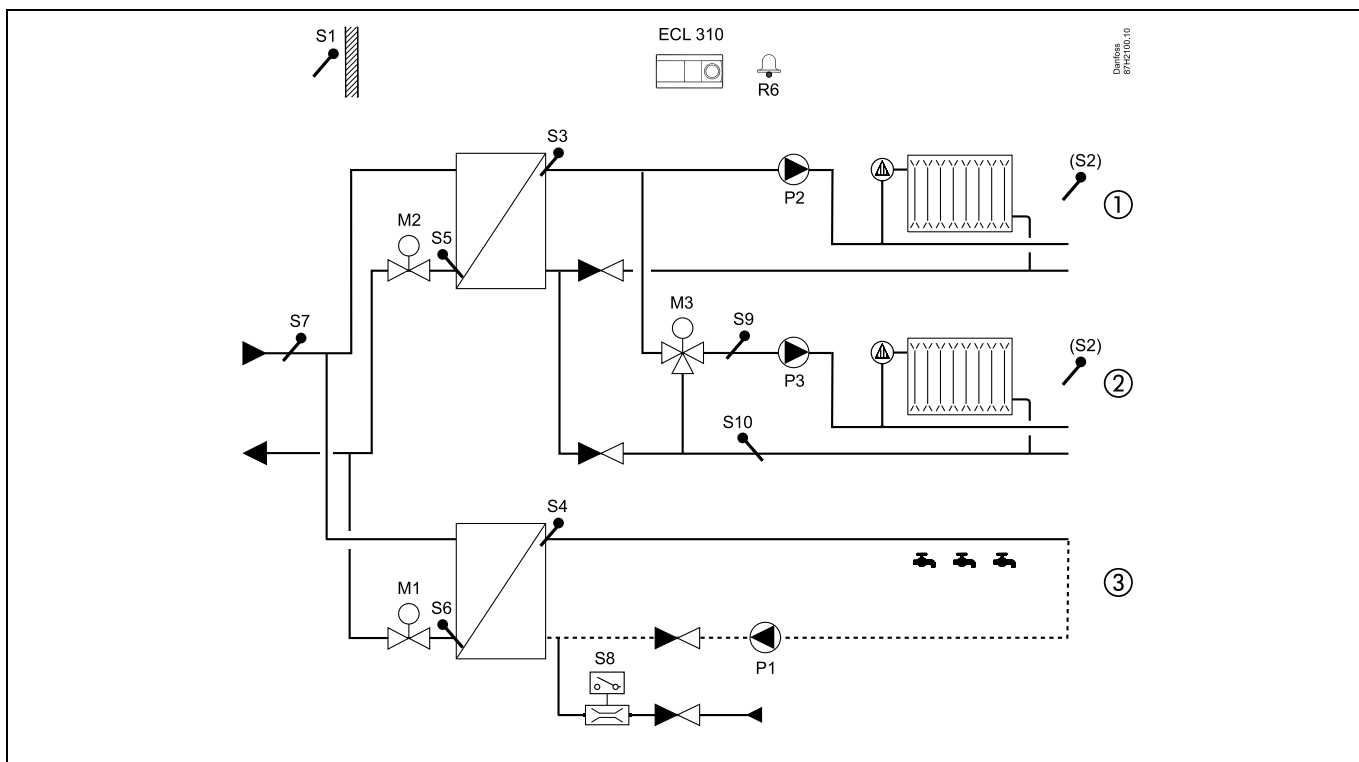 S1
ECL 310
R6
Danfoss
87H2100.10
S3
P2
(S2)
1
M2
S5
S7
M3
S9
P3
(S2)
2
S10
S4
3
M1
S6
P1
S8